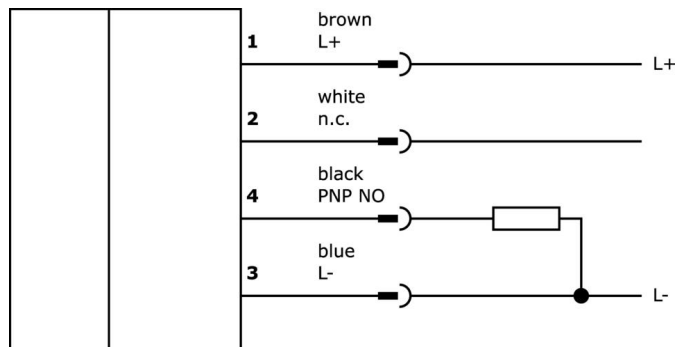 brown
1 L+
L+
white
2 n.c.
black
4 PNP NO
blue
3 L-
L-